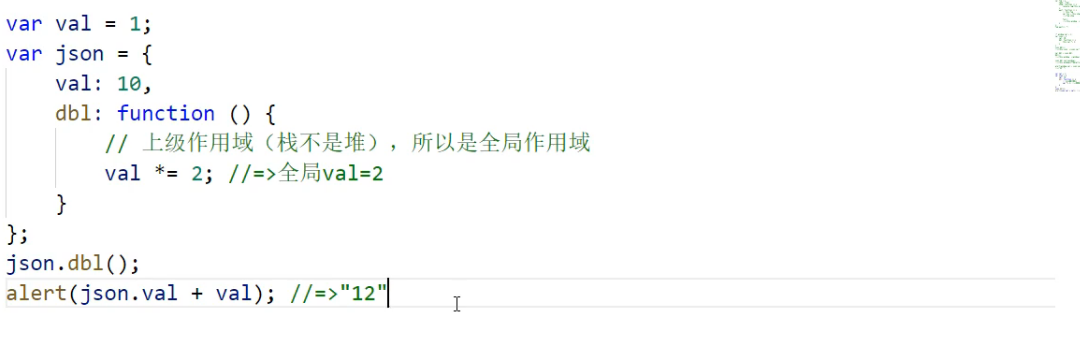 var val = 1;
var json = {
    val: 10,
    dbl: function () {
        // 上级作用域（栈不是堆），所以是全局作用域
        val *= 2; //=>全局val=2
    }
};
json.dbl();
alert(json.val + val); //=>"12"